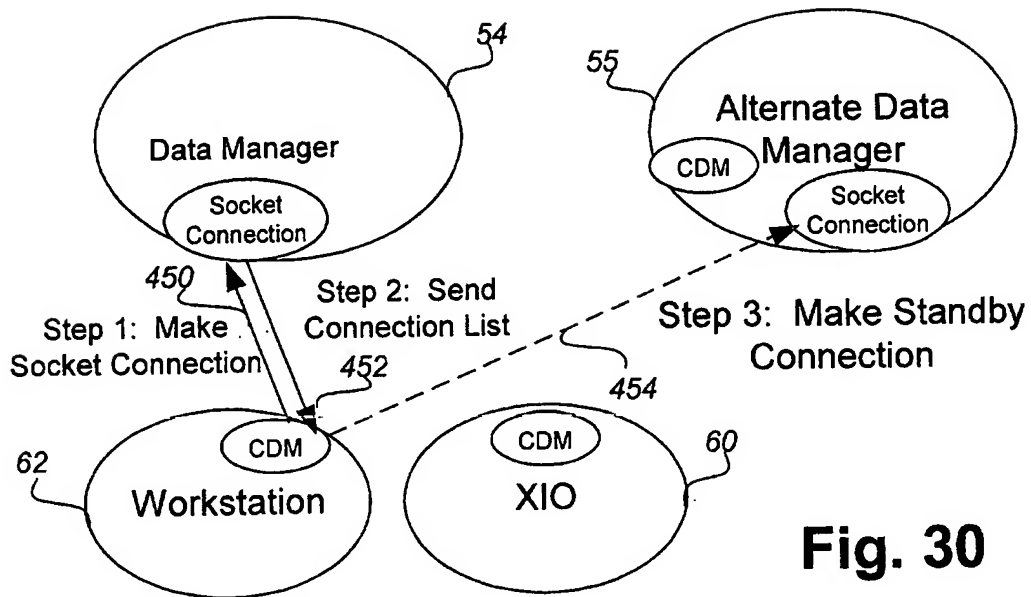 54
55
Data Manager
Socket
Connection
Alternate Data
Manager
CDM
Socket
Connection
450
Step 1: Make
Socket Connection
Step 2: Send
Connection List
452
Step 3: Make Standby
Connection
454
62
CDM
Workstation
CDM
XIO
60
Fig. 30